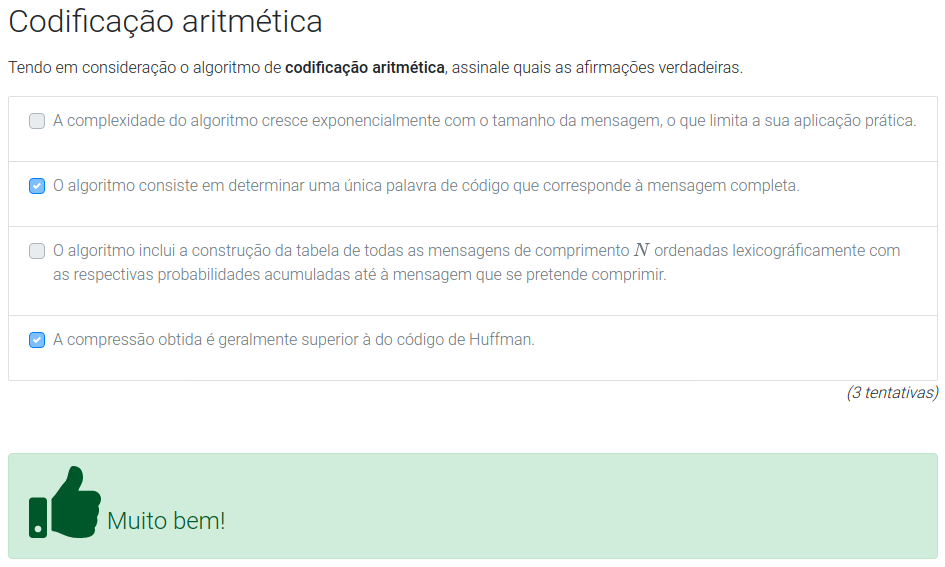 Codificação aritmética
Tendo em consideração o algoritmo de codificação aritmética, assinale quais as afirmações verdadeiras.
A complexidade do algoritmo cresce exponencialmente com o tamanho da mensagem, o que limita a sua aplicação prática.
O algoritmo consiste em determinar uma única palavra de código que corresponde à mensagem completa.
O algoritmo inclui a construção da tabela de todas as mensagens de comprimento N ordenadas lexicográficamente com
as respectivas probabilidades acumuladas até à mensagem que se pretende comprimir.
A compressão obtida é geralmente superior à do código de Huffman.
(3 tentativas)
Muito bem!